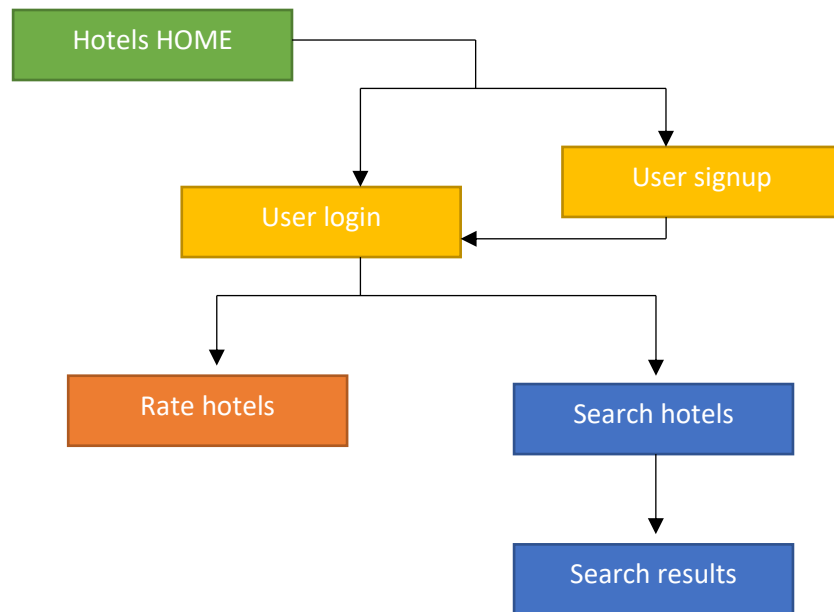 Hotels HOME
User signup
User login
Rate hotels
Search hotels
Search results